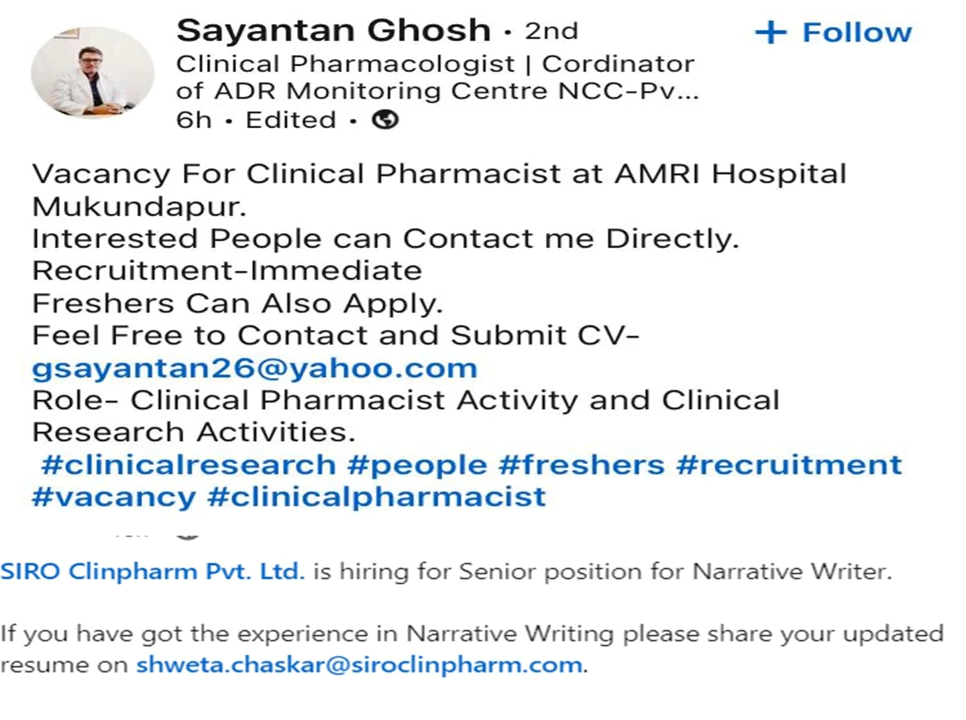 Sayantan Ghosh • 2nd
+ Follow
Clinical Pharmacologist | Cordinator
of ADR Monitoring Centre NCC-Pv...
6h • Edited •
Vacancy For Clinical Pharmacist at AMRI Hospital
Mukundapur.
Interested People can Contact me Directly.
Recruitment-Immediate
Freshers Can Also Apply.
Feel Free to Contact and Submit CV-
gsayantan26@yahoo.com
Role- Clinical Pharmacist Activity and Clinical
Research Activities.
#clinicalresearch #people #freshers #recruitment
#vacancy #clinicalpharmacist
SIRO Clinpharm Pvt. Ltd. is hiring for Senior position for Narrative Writer.
If you have got the experience in Narrative Writing please share your updated
resume on shweta.chaskar@siroclinpharm.com.